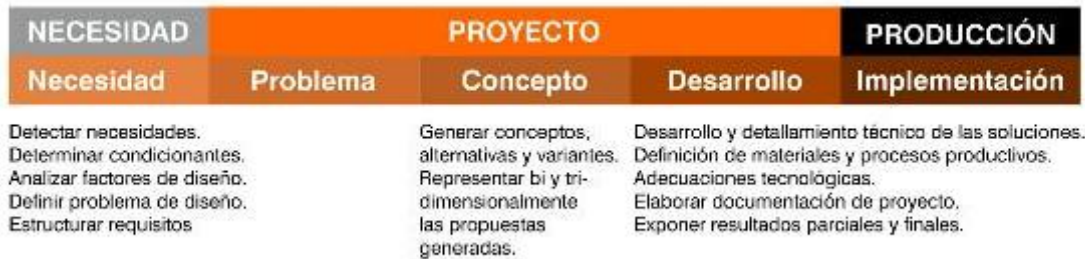 NECESIDAD PROYECTO PRODUCCIÓN
Necesidad Problema Concepto Desarrollo Implementación
Detectar necesidades.
Determinar condicionantes.
Analizar factores de diseño.
Definir problema de diseño.
Estructurar requisitos
Generar conceptos,
alternativas y variantes.
Representar bi y tri-
dimensionalmente
las propuestas
generadas.
Desarrollo y detallamiento técnico de las soluciones.
Definición de materiales y procesos productivos.
Adecuaciones tecnológicas.
Elaborar documentación de proyecto.
Exponer resultados parciales y finales.